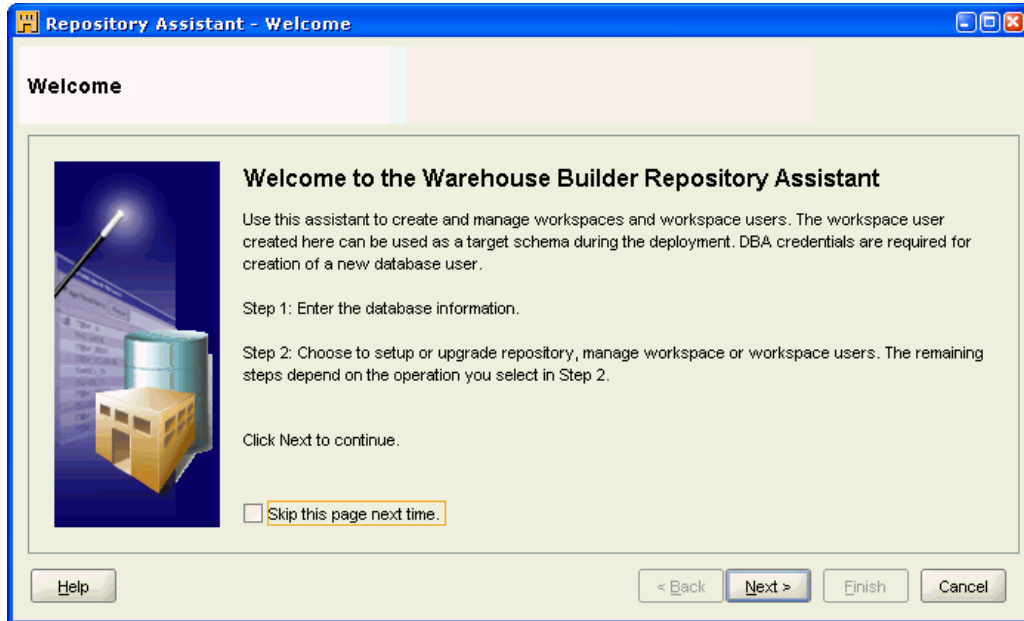 Repository Assistant - Welcome
Welcome
Welcome to the Warehouse Builder Repository Assistant
Use this assistant to create and manage workspaces and workspace users. The workspace user
created here can be used as a target schema during the deployment. DBA credentials are required for
creation of a new database user.
Step 1: Enter the database information.
Step 2: Choose to setup or upgrade repository, manage workspace or workspace users. The remaining
steps depend on the operation you select in Step 2.
Click Next to continue.
Skip this page next time.
Help
< Back
Next >
Finish
Cancel